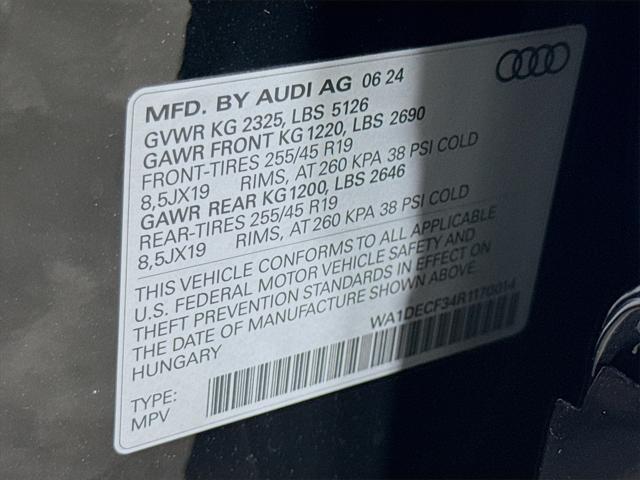 MFD. BY AUDI AG 06 24
GVWR KG 2325, LBS 5126
GAWR FRONT KG 1220, LBS 2690
FRONT-TIRES 255/45 R19
8,5JX19 RIMS, AT 260 KPA 38 PSI COLD
GAWR REAR KG 1200, LBS 2646
REAR-TIRES 255/45 R19
8,5JX19 RIMS, AT 260 KPA 38 PSI COLD
THIS VEHICLE CONFORMS TO ALL APPLICABLE
U.S. FEDERAL MOTOR VEHICLE SAFETY AND
THEFT PREVENTION STANDARDS IN EFFECT ON
THE DATE OF MANUFACTURE SHOWN ABOVE.
HUNGARY
WA1DECF34R1170014
TYPE:
MPV